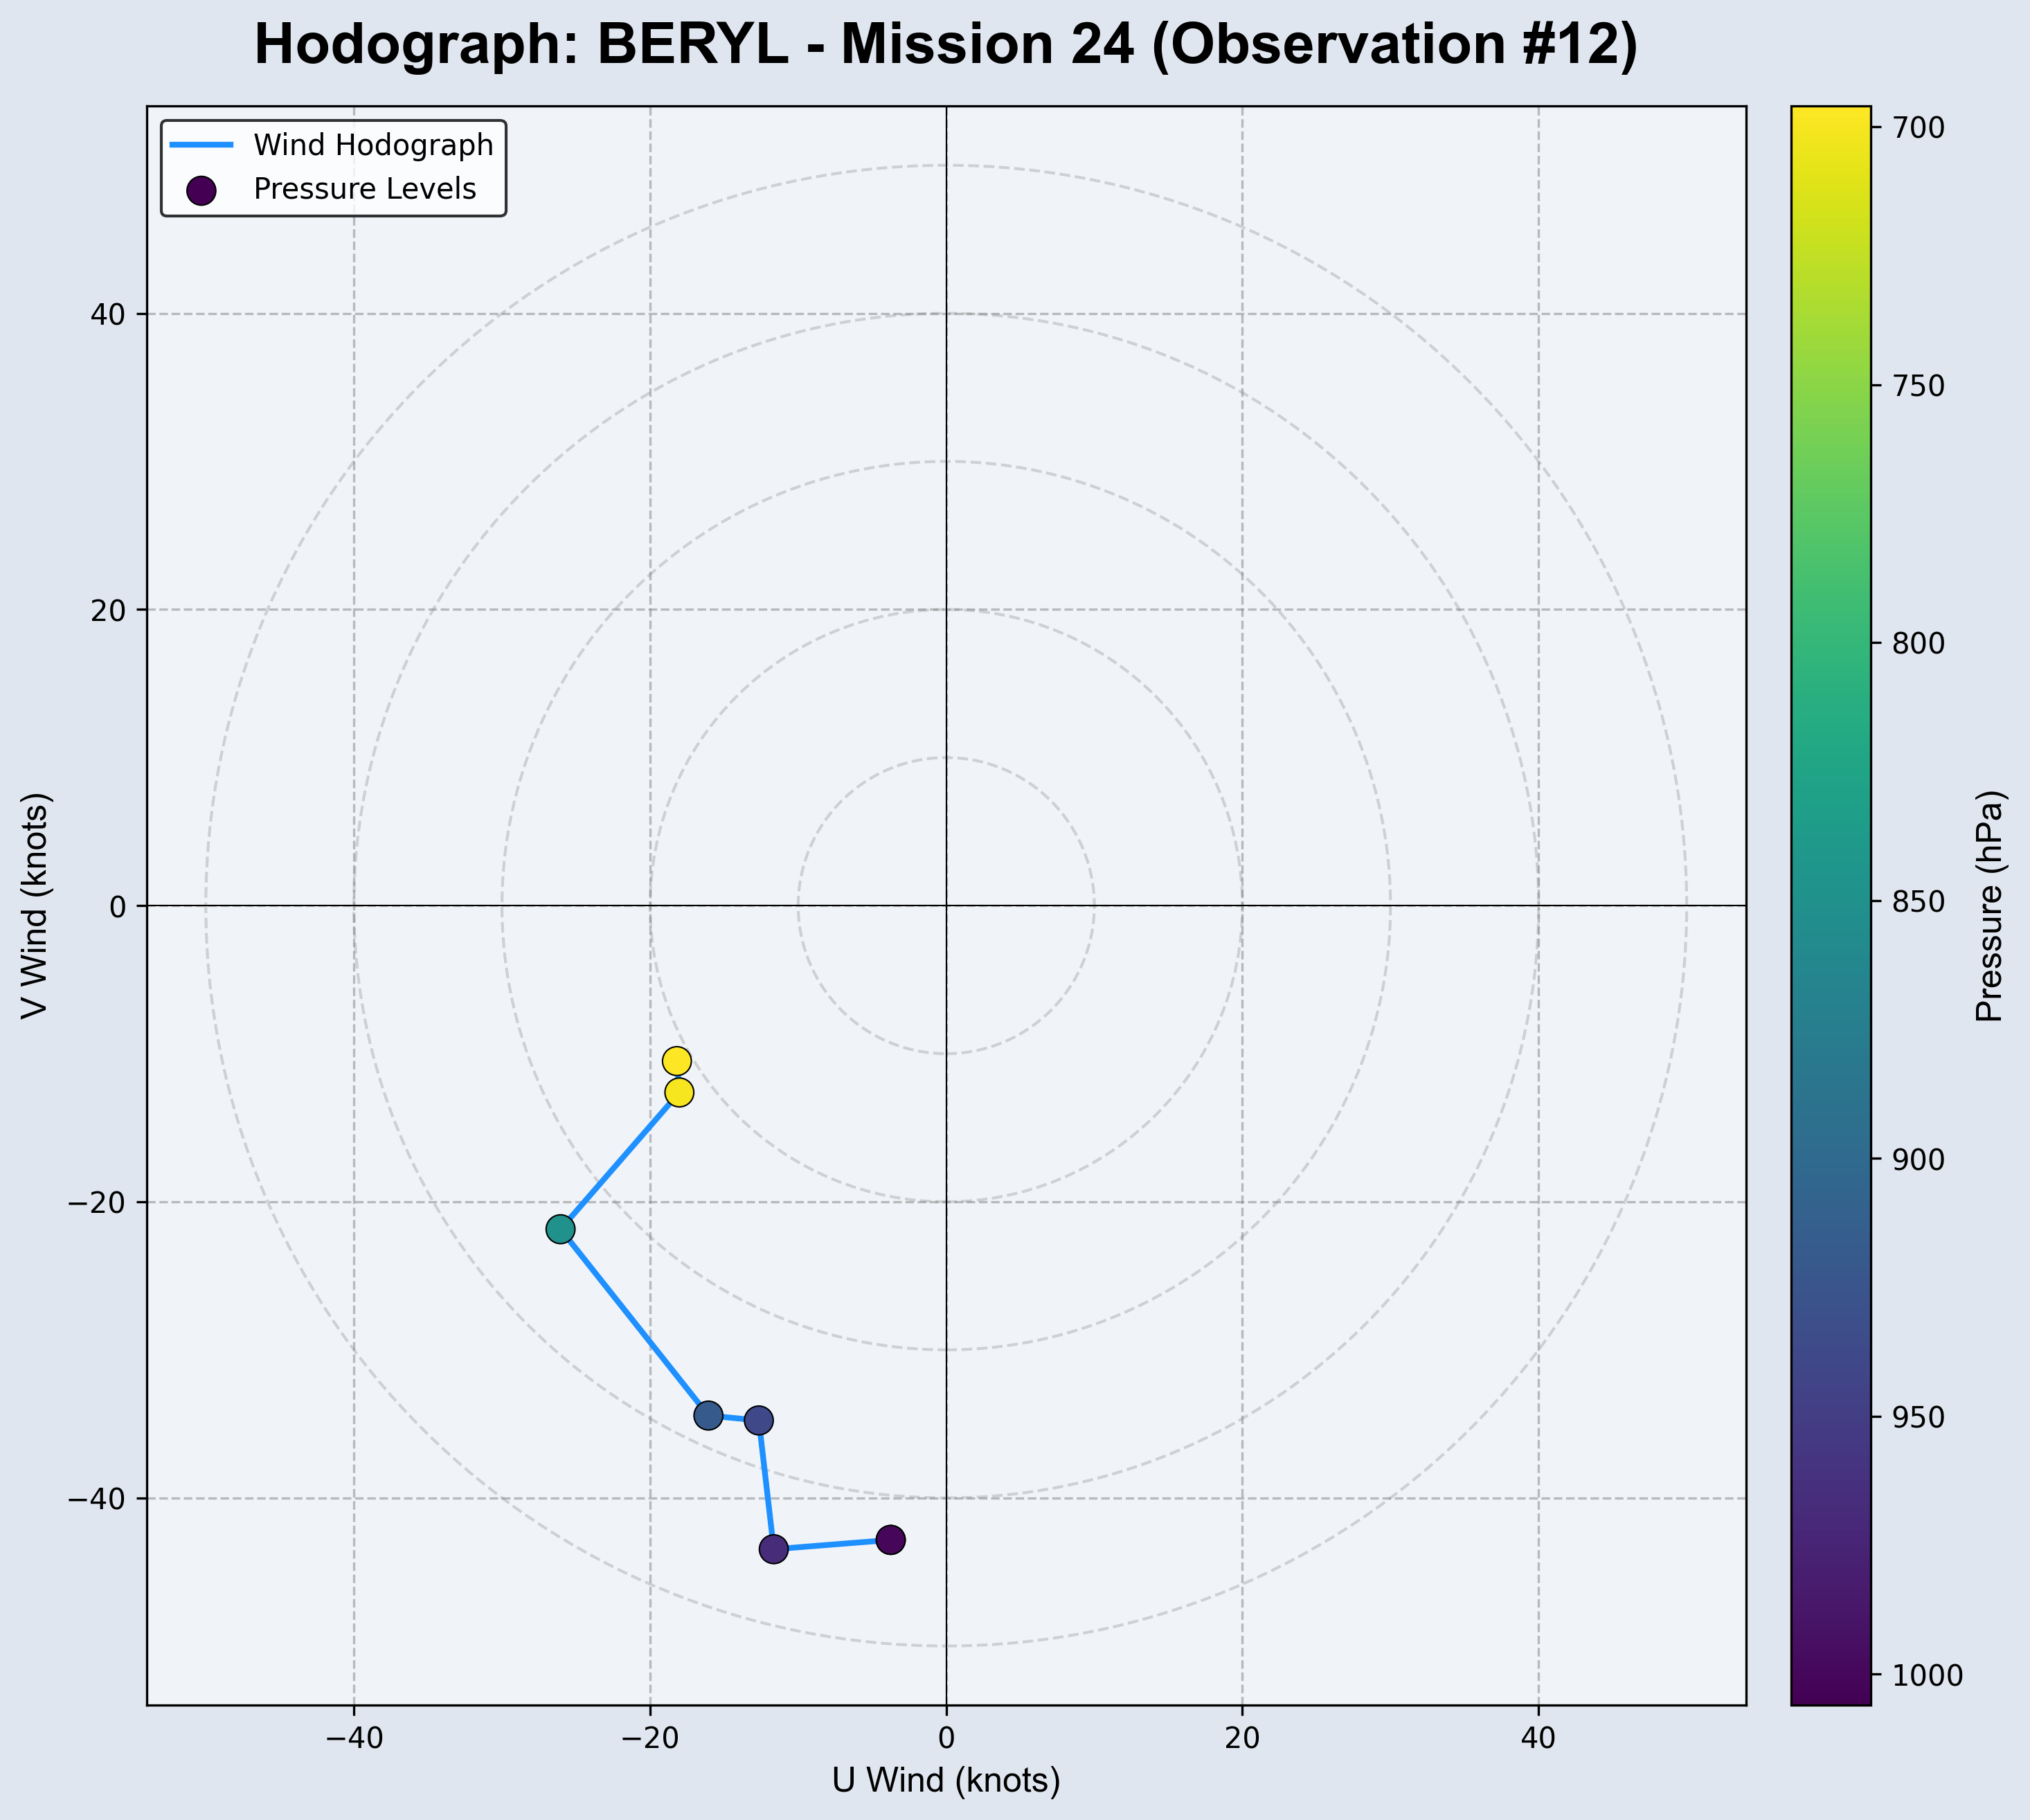 Hodograph: BERYL - Mission 24 (Observation #12)
Wind Hodograph
Pressure Levels
40
20
0
−20
−40
V Wind (knots)
−40
−20
0
20
40
U Wind (knots)
700
750
800
850
900
950
1000
Pressure (hPa)